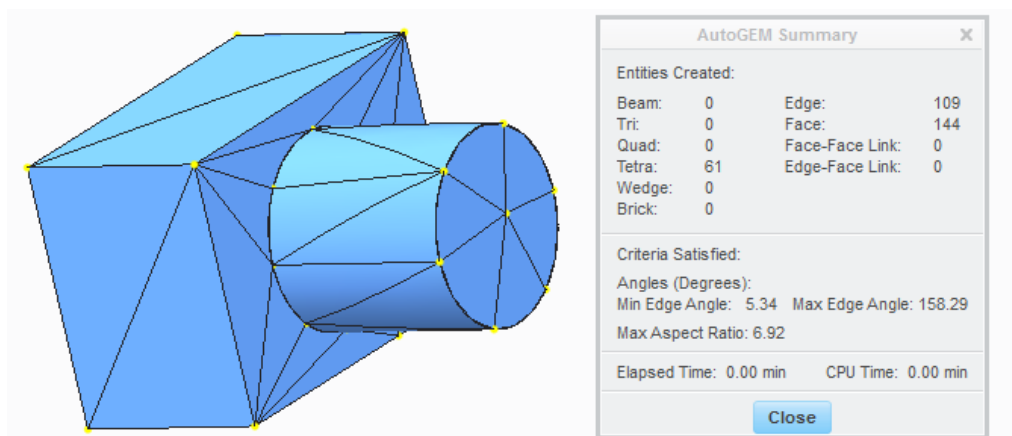 AutoGEM Summary X
Entities Created:
Beam: 0 Edge: 109
Tri: 0 Face: 144
Quad: 0 Face-Face Link: 0
Tetra: 61 Edge-Face Link: 0
Wedge: 0
Brick: 0
Criteria Satisfied:
Angles (Degrees):
Min Edge Angle: 5.34 Max Edge Angle: 158.29
Max Aspect Ratio: 6.92
Elapsed Time: 0.00 min CPU Time: 0.00 min
Close